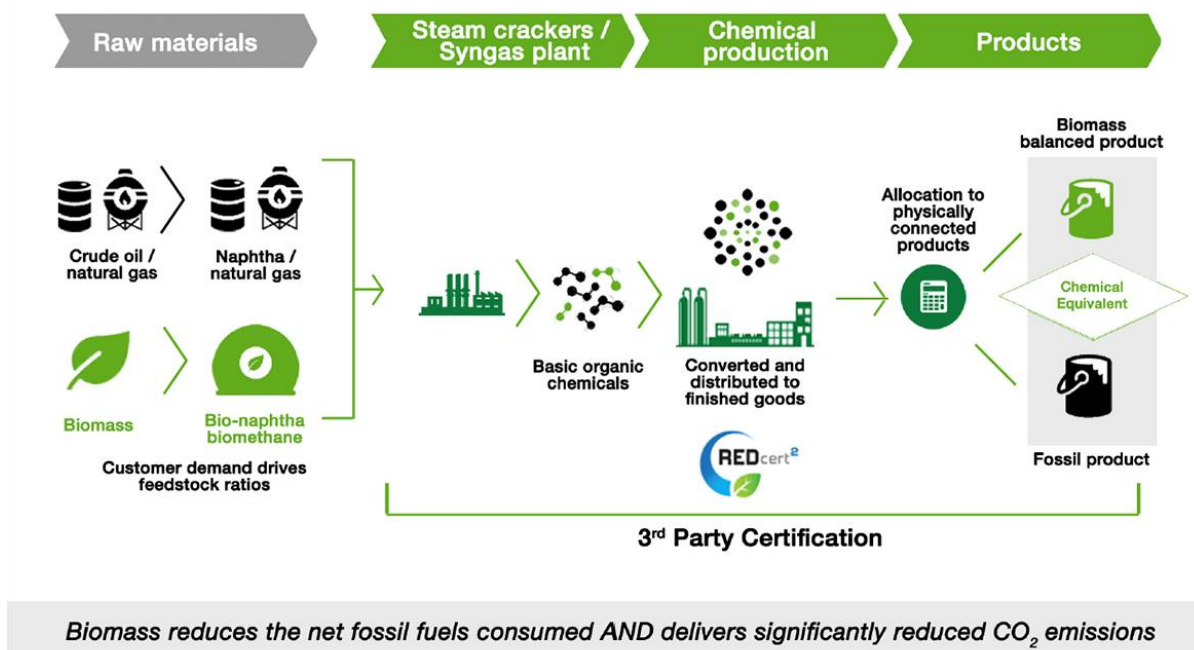 Raw materials
Steam crackers /
Syngas plant
Chemical
production
Products
Crude oil /
natural gas
Naphtha /
natural gas
Biomass
Bio-naphtha
biomethane
Customer demand drives
feedstock ratios
Basic organic
chemicals
Converted and
distributed to
finished goods
REDcert²
Allocation to
physically
connected
products
Biomass
balanced product
Chemical
Equivalent
Fossil product
3rd Party Certification
Biomass reduces the net fossil fuels consumed AND delivers significantly reduced CO₂ emissions